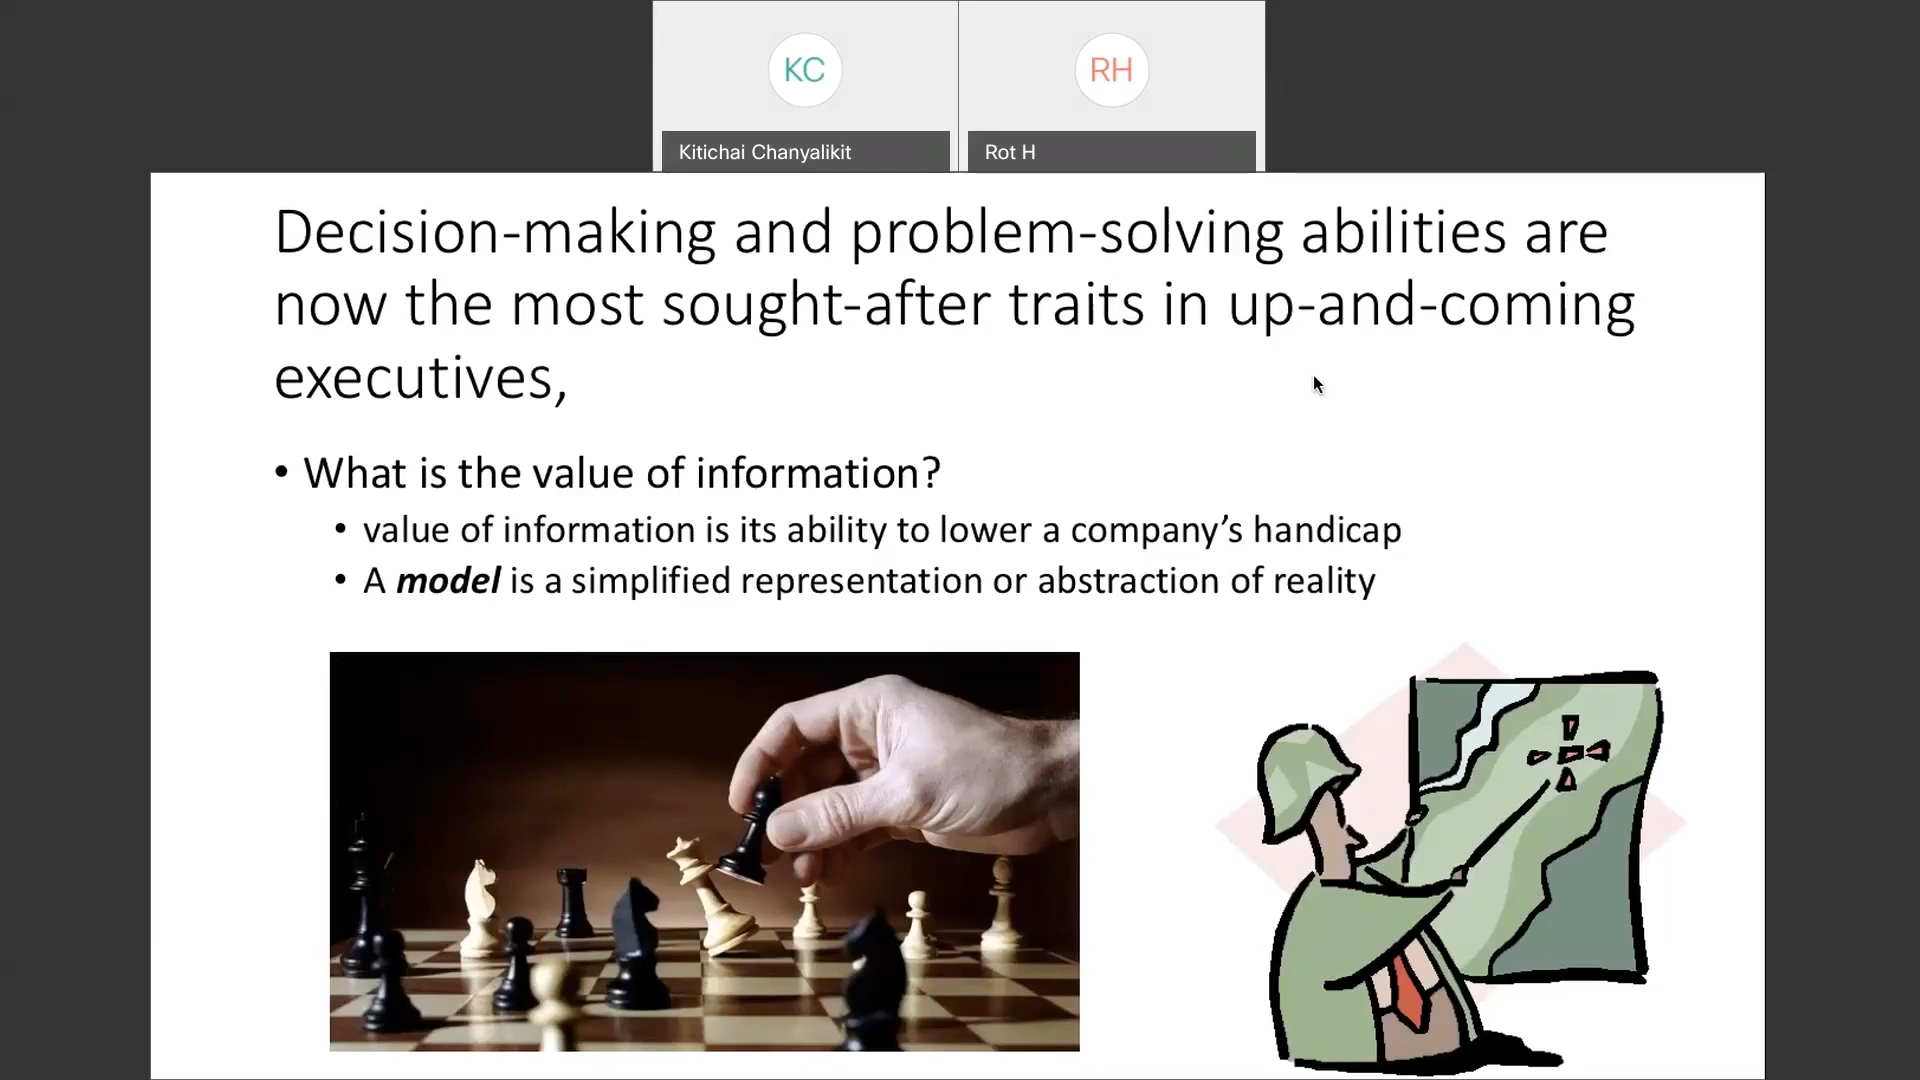 KC
RH
Kitichai Chanyalikit
Rot H
Decision-making and problem-solving abilities are
now the most sought-after traits in up-and-coming
executives,
• What is the value of information?
• value of information is its ability to lower a company’s handicap
• A model is a simplified representation or abstraction of reality